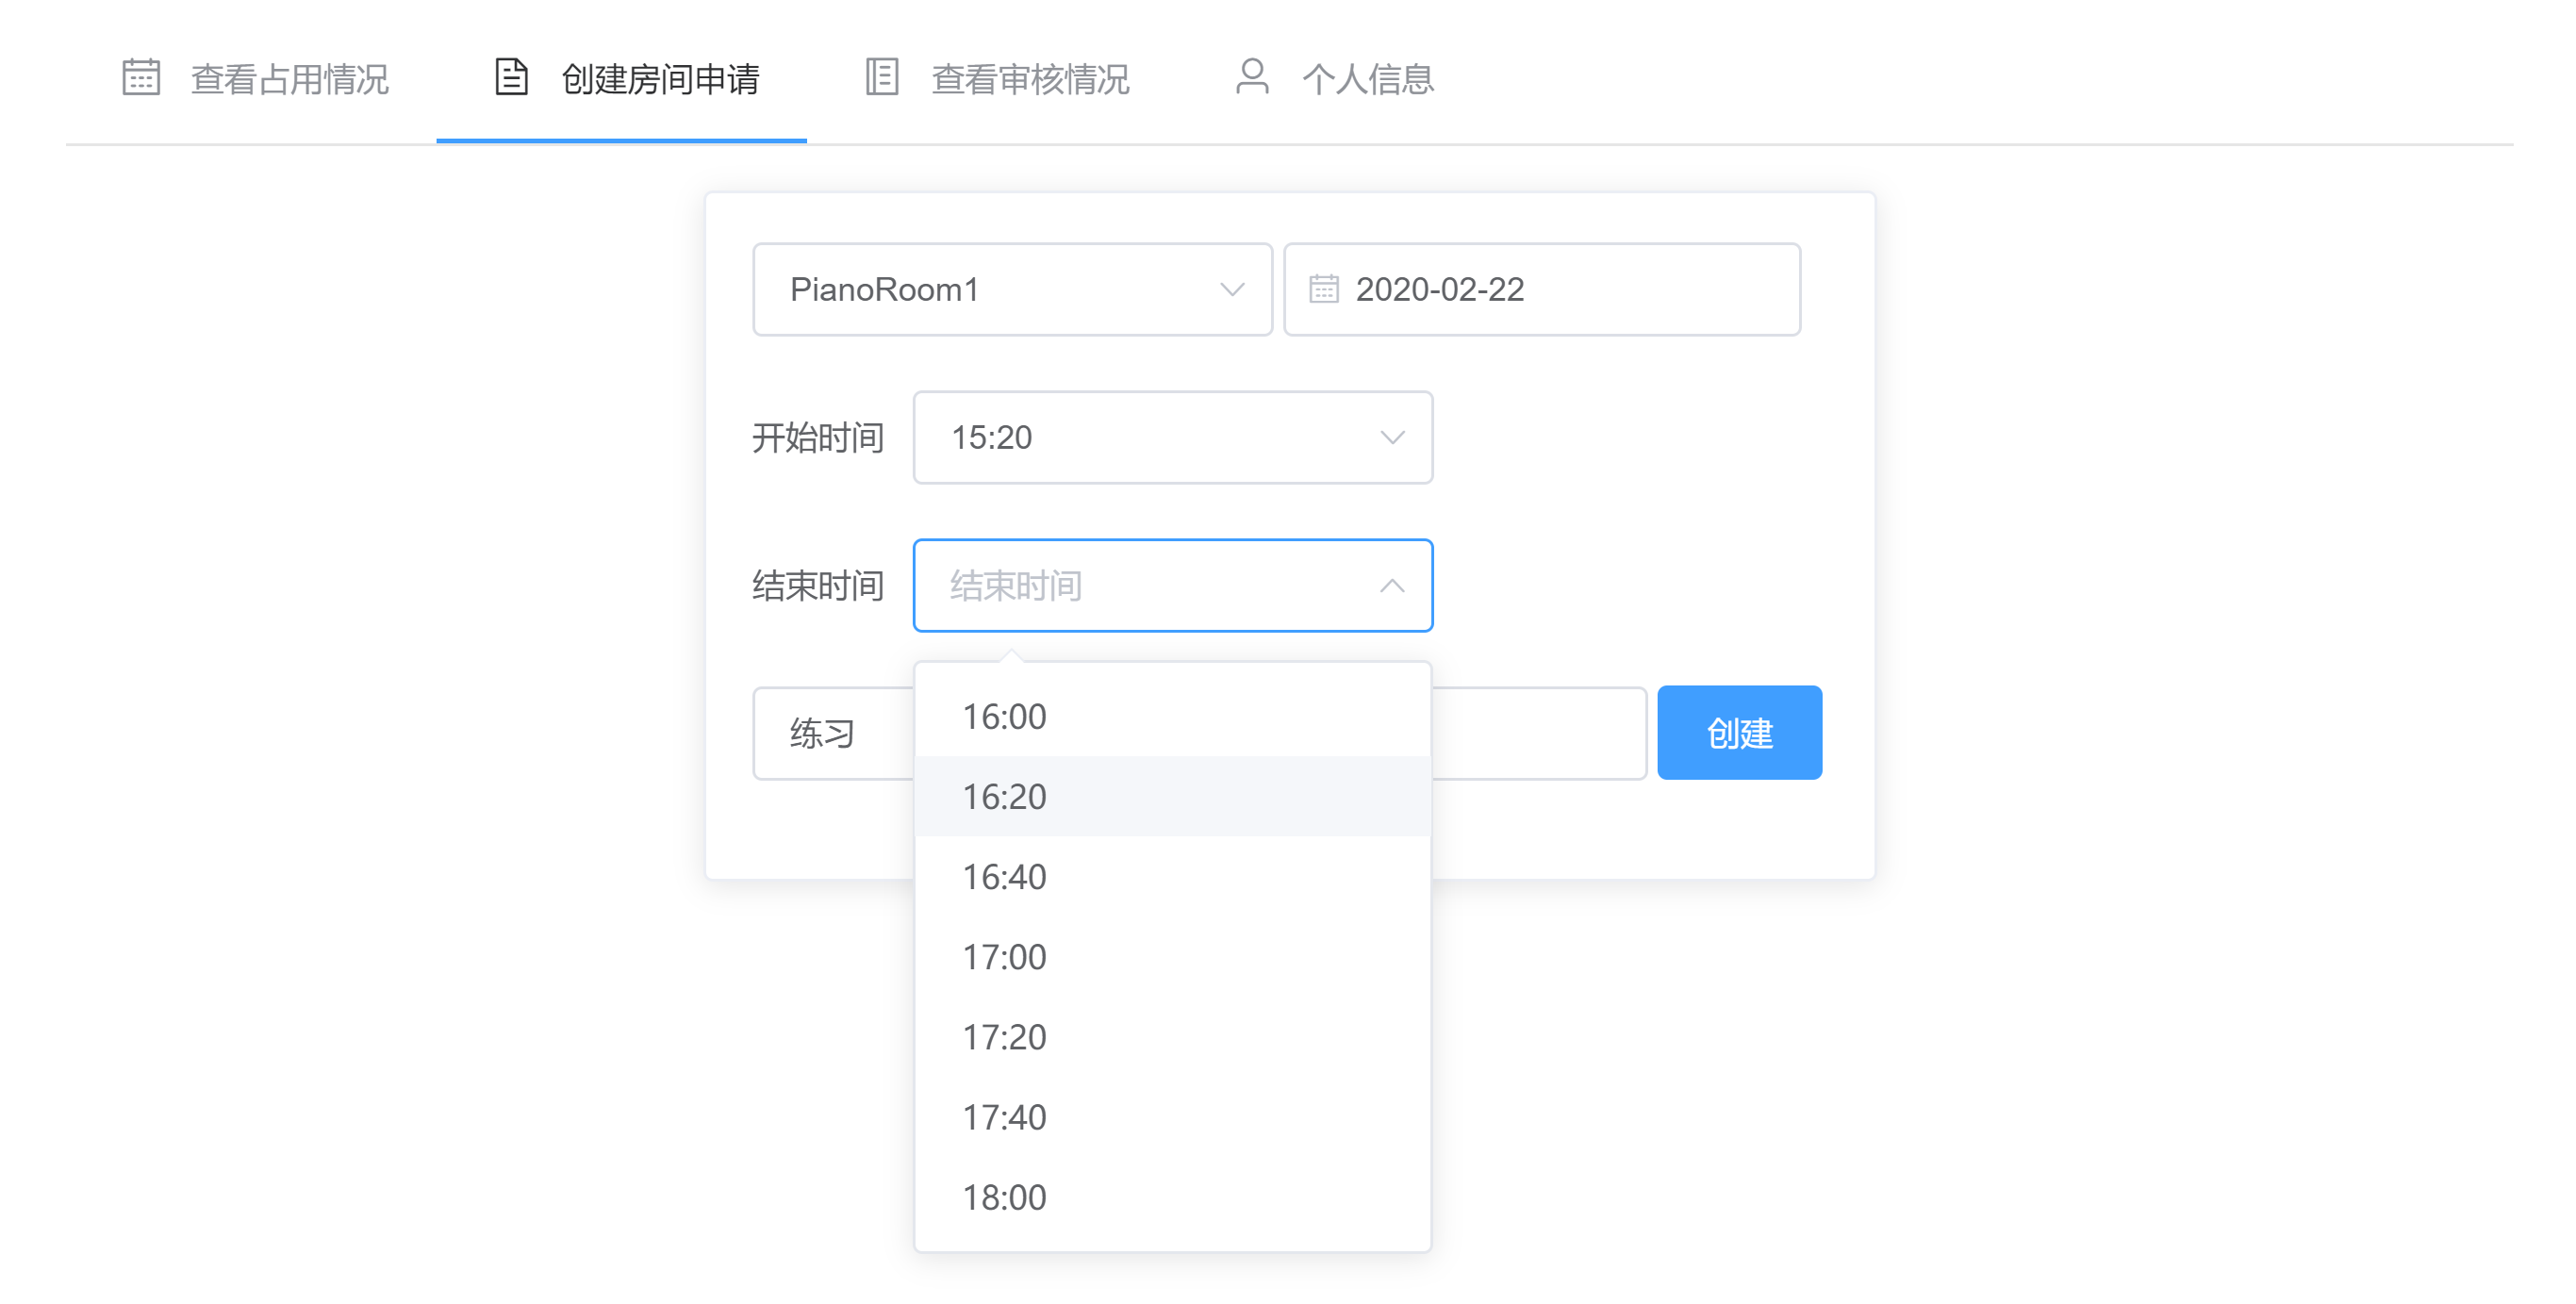 查看占用情况
创建房间申请
查看审核情况
个人信息
PianoRoom1
2020-02-22
开始时间
15:20
结束时间
结束时间
练习
创建
16:00
16:20
16:40
17:00
17:20
17:40
18:00